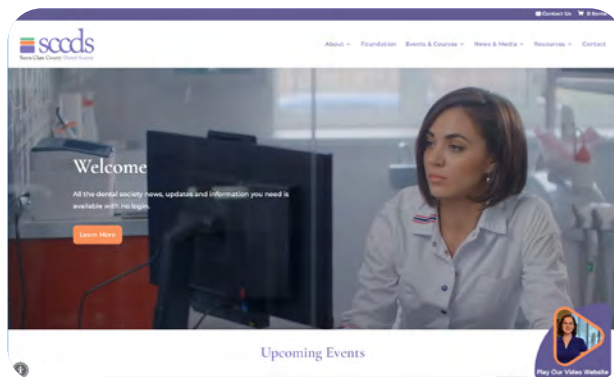 Contact Us 0 Items
sccds
Santa Clara County Dental Society
About Foundation Events & Courses News & Media Resources Contact
Welcome
All the dental society news, updates and information you need is
available with no login.
Learn More
Upcoming Events
Play Our Video Website